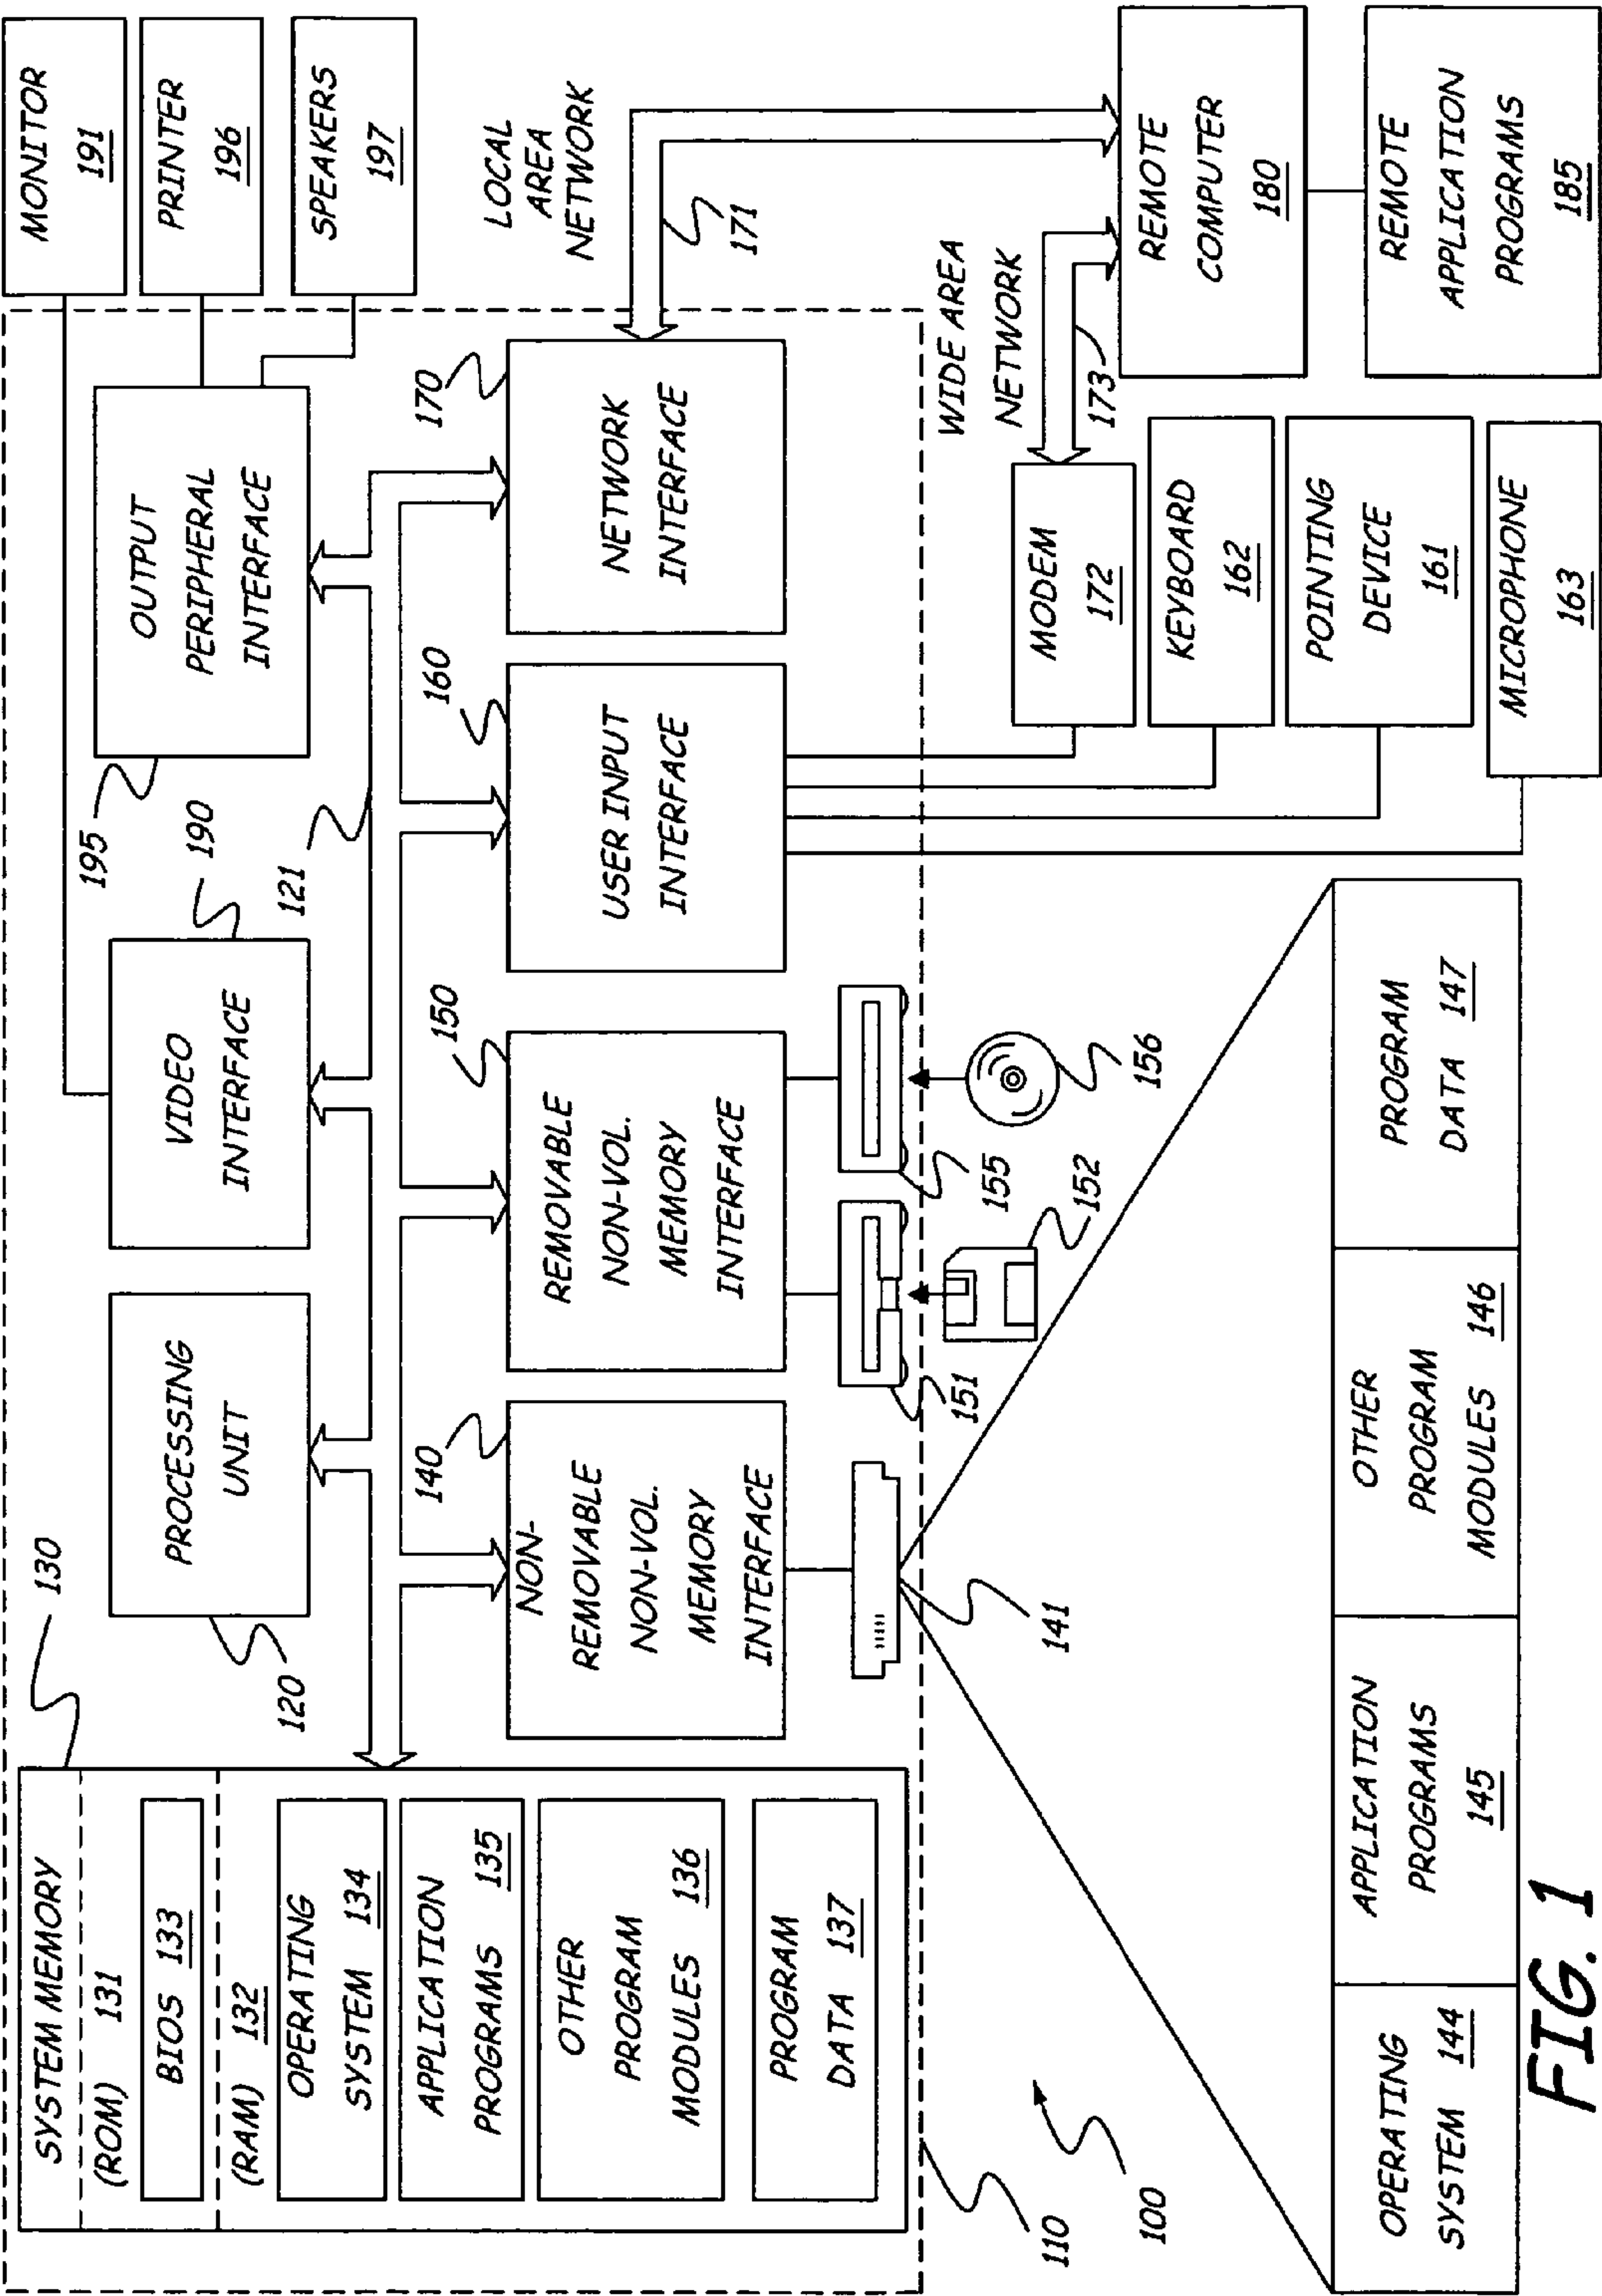 SYSTEM MEMORY
(ROM) 131
BIOS 133
(RAM) 132
OPERATING
SYSTEM 134
APPLICATION
PROGRAMS 135
OTHER
PROGRAM
MODULES 136
PROGRAM
DATA 137
130
PROCESSING
UNIT
120
VIDEO
INTERFACE
190
121
OUTPUT
PERIPHERAL
INTERFACE
195
MONITOR
191
PRINTER
196
SPEAKERS
197
NON-
REMOVABLE
NON-VOL.
MEMORY
INTERFACE
140
REMOVABLE
NON-VOL.
MEMORY
INTERFACE
150
USER INPUT
INTERFACE
160
NETWORK
INTERFACE
170
LOCAL
AREA
NETWORK
171
WIDE AREA
NETWORK
173
141
151
152
155
156
MODEM
172
KEYBOARD
162
POINTING
DEVICE
161
MICROPHONE
163
REMOTE
COMPUTER
180
REMOTE
APPLICATION
PROGRAMS
185
110
100
OPERATING
SYSTEM 144
APPLICATION
PROGRAMS
145
OTHER
PROGRAM
MODULES 146
PROGRAM
DATA 147
FIG. 1